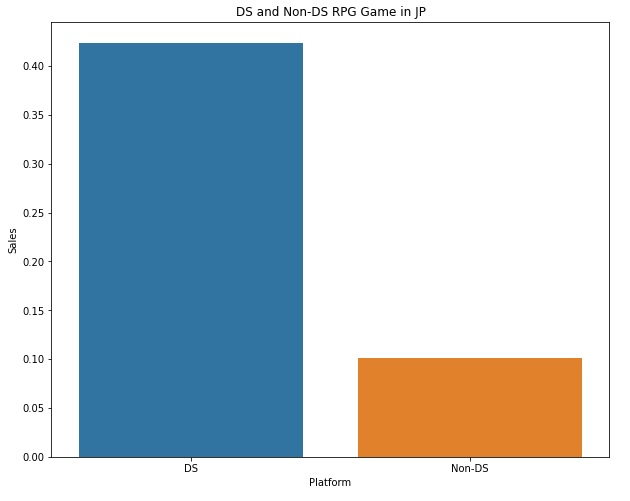 DS and Non-DS RPG Game in JP
0.40
0.35
0.30
0.25
0.20
0.15
0.10
0.05
0.00
Sales
DS
Non-DS
Platform